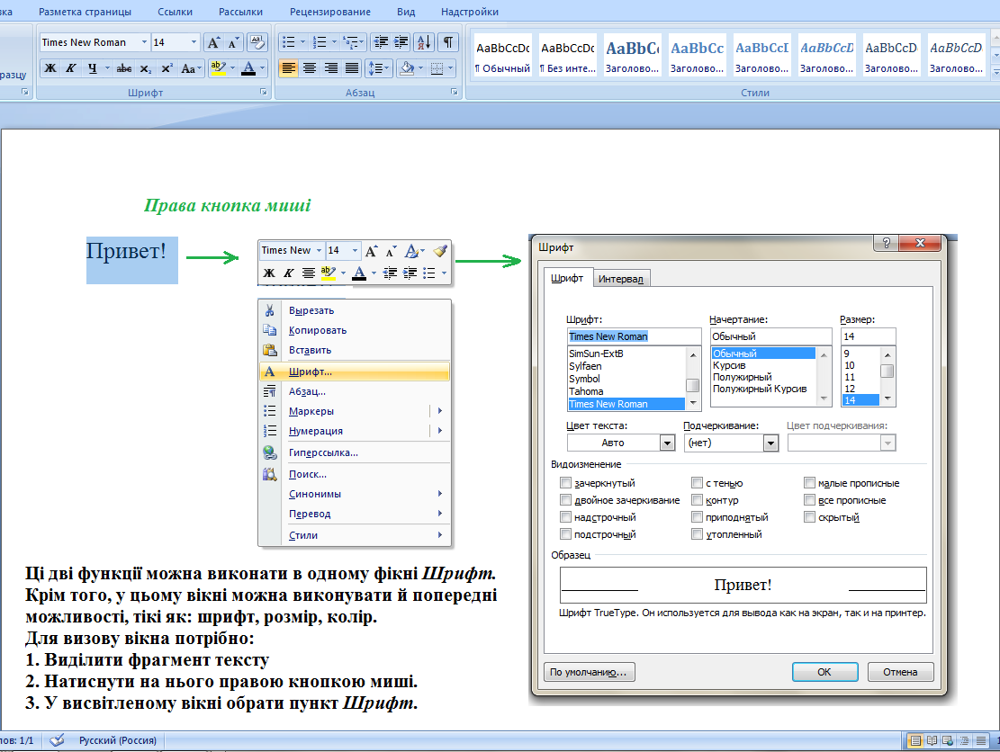 вка Разметка страницы Ссылки Рассылки Рецензирование Вид Надстройки
Times New Roman 14
AaBbCcDc AaBbCcDc AaBbCc AaBbCc AaBbCcI AaBbCcD AaBbCcD AaBbCcD
¶ Обычный ¶ Без инте... Заголово... Заголово... Заголово... Заголово... Заголово... Заголово...
Ж К Ч abc x₂ x² Aa aby A
разцу
Шрифт Абзац Стили
Права кнопка миші
Привет!
Times New 14
Ж К
Вырезать
Копировать
Вставить
Шрифт...
Абзац...
Маркеры
Нумерация
Гиперссылка...
Поиск...
Синонимы
Перевод
Стили
Шрифт
Шрифт Интервал
Шрифт: Начертание: Размер:
Times New Roman Обычный 14
SimSun-ExtB
Sylfaen
Symbol
Tahoma
Times New Roman
Обычный
Курсив
Полужирный
Полужирный Курсив
9
10
11
12
14
Цвет текста: Подчеркивание: Цвет подчеркивания:
Авто (нет)
Видоизменение
зачеркнутый с тенью малые прописные
двойное зачеркивание контур все прописные
надстрочный приподнятый скрытый
подстрочный утопленный
Образец
Привет!
Шрифт TrueType. Он используется для вывода как на экран, так и на принтер.
По умолчанию... ОК Отмена
Ці дві функції можна виконати в одному фікні Шрифт.
Крім того, у цьому вікні можна виконувати й попередні
можливості, тікі як: шрифт, розмір, колір.
Для визову вікна потрібно:
1. Виділити фрагмент тексту
2. Натиснути на нього правою кнопкою миші.
3. У висвітленому вікні обрати пункт Шрифт.
лов: 1/1 Русский (Россия)